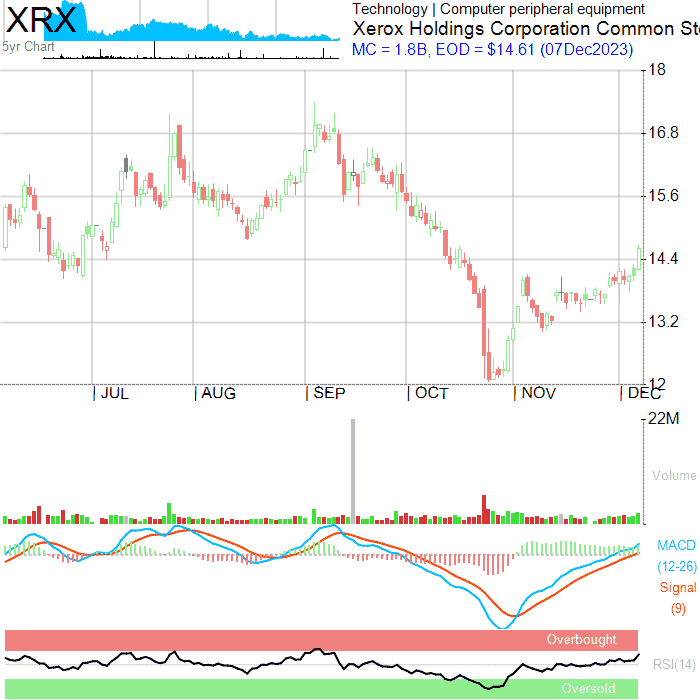 XRX
5yr Chart
Technology | Computer peripheral equipment
Xerox Holdings Corporation Common Sto
MC = 1.8B, EOD = $14.61 (07Dec2023)
18
16.8
15.6
14.4
13.2
12
JUL AUG SEP OCT NOV DEC
22M
Volume
MACD
(12-26)
Signal
(9)
Overbought
RSI(14)
Oversold